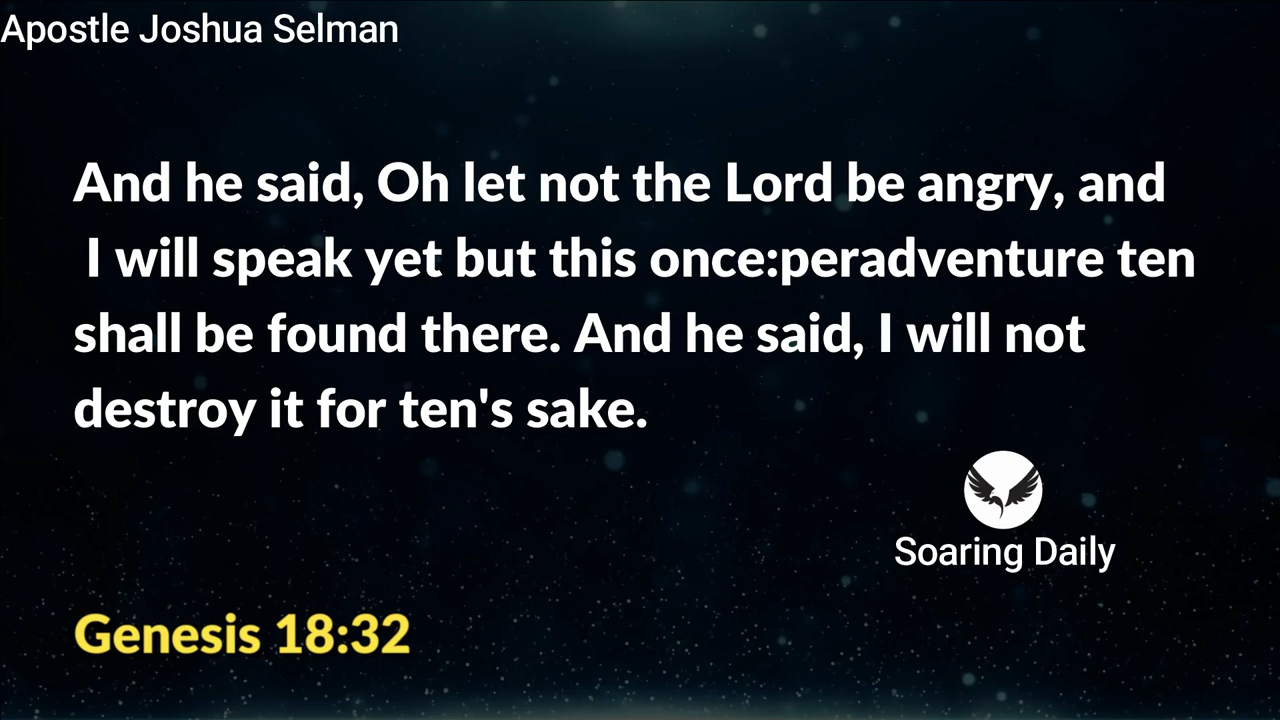 Apostle Joshua Selman
And he said, Oh let not the Lord be angry, and
I will speak yet but this once:peradventure ten
shall be found there. And he said, I will not
destroy it for ten's sake.
Soaring Daily
Genesis 18:32